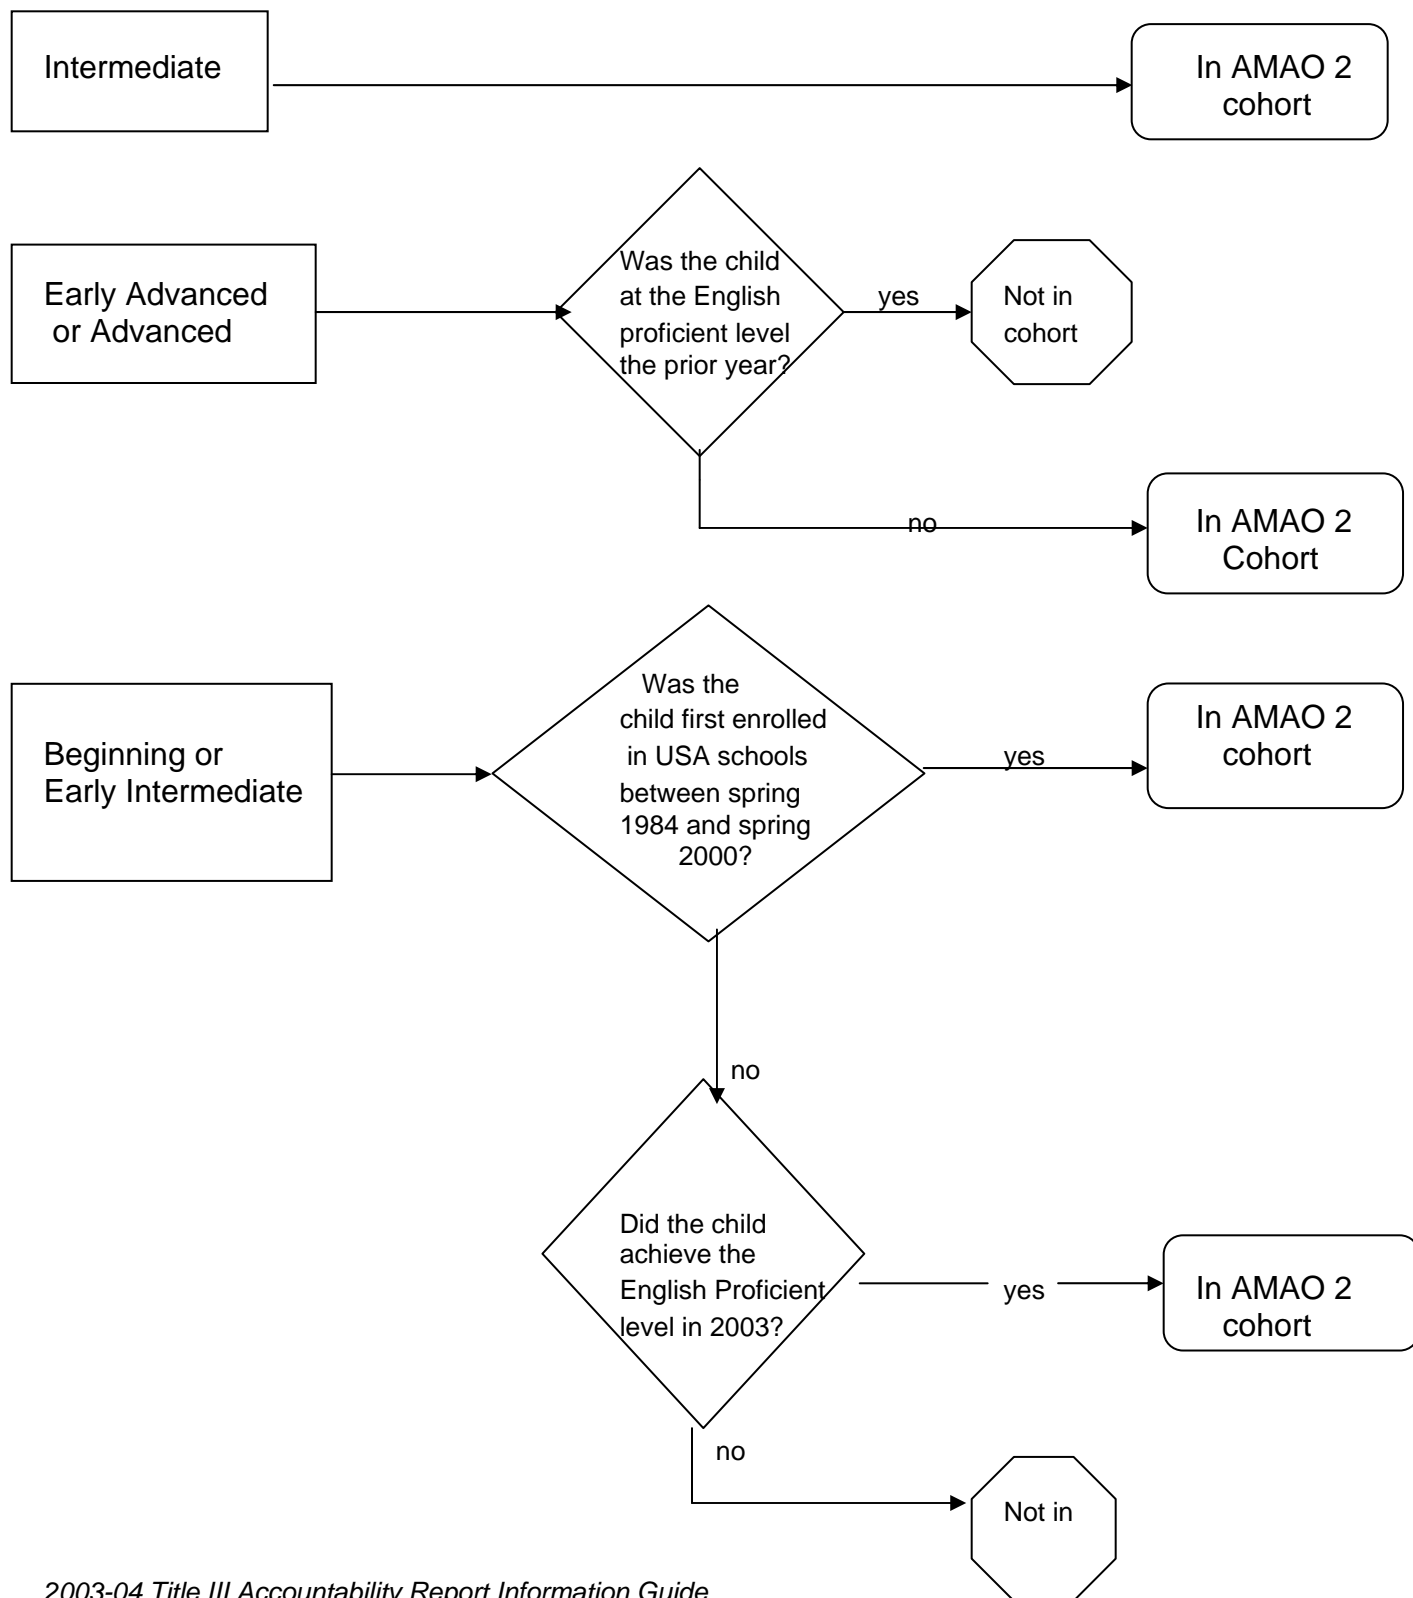 Intermediate
In AMAO 2
cohort
Early Advanced
or Advanced
Was the child
at the English
proficient level
the prior year?
yes
Not in
cohort
no
In AMAO 2
Cohort
Beginning or
Early Intermediate
Was the
child first enrolled
in USA schools
between spring
1984 and spring
2000?
yes
In AMAO 2
cohort
no
Did the child
achieve the
English Proficient
level in 2003?
yes
In AMAO 2
cohort
no
Not in
2003-04 Title III Accountability Report Information Guide